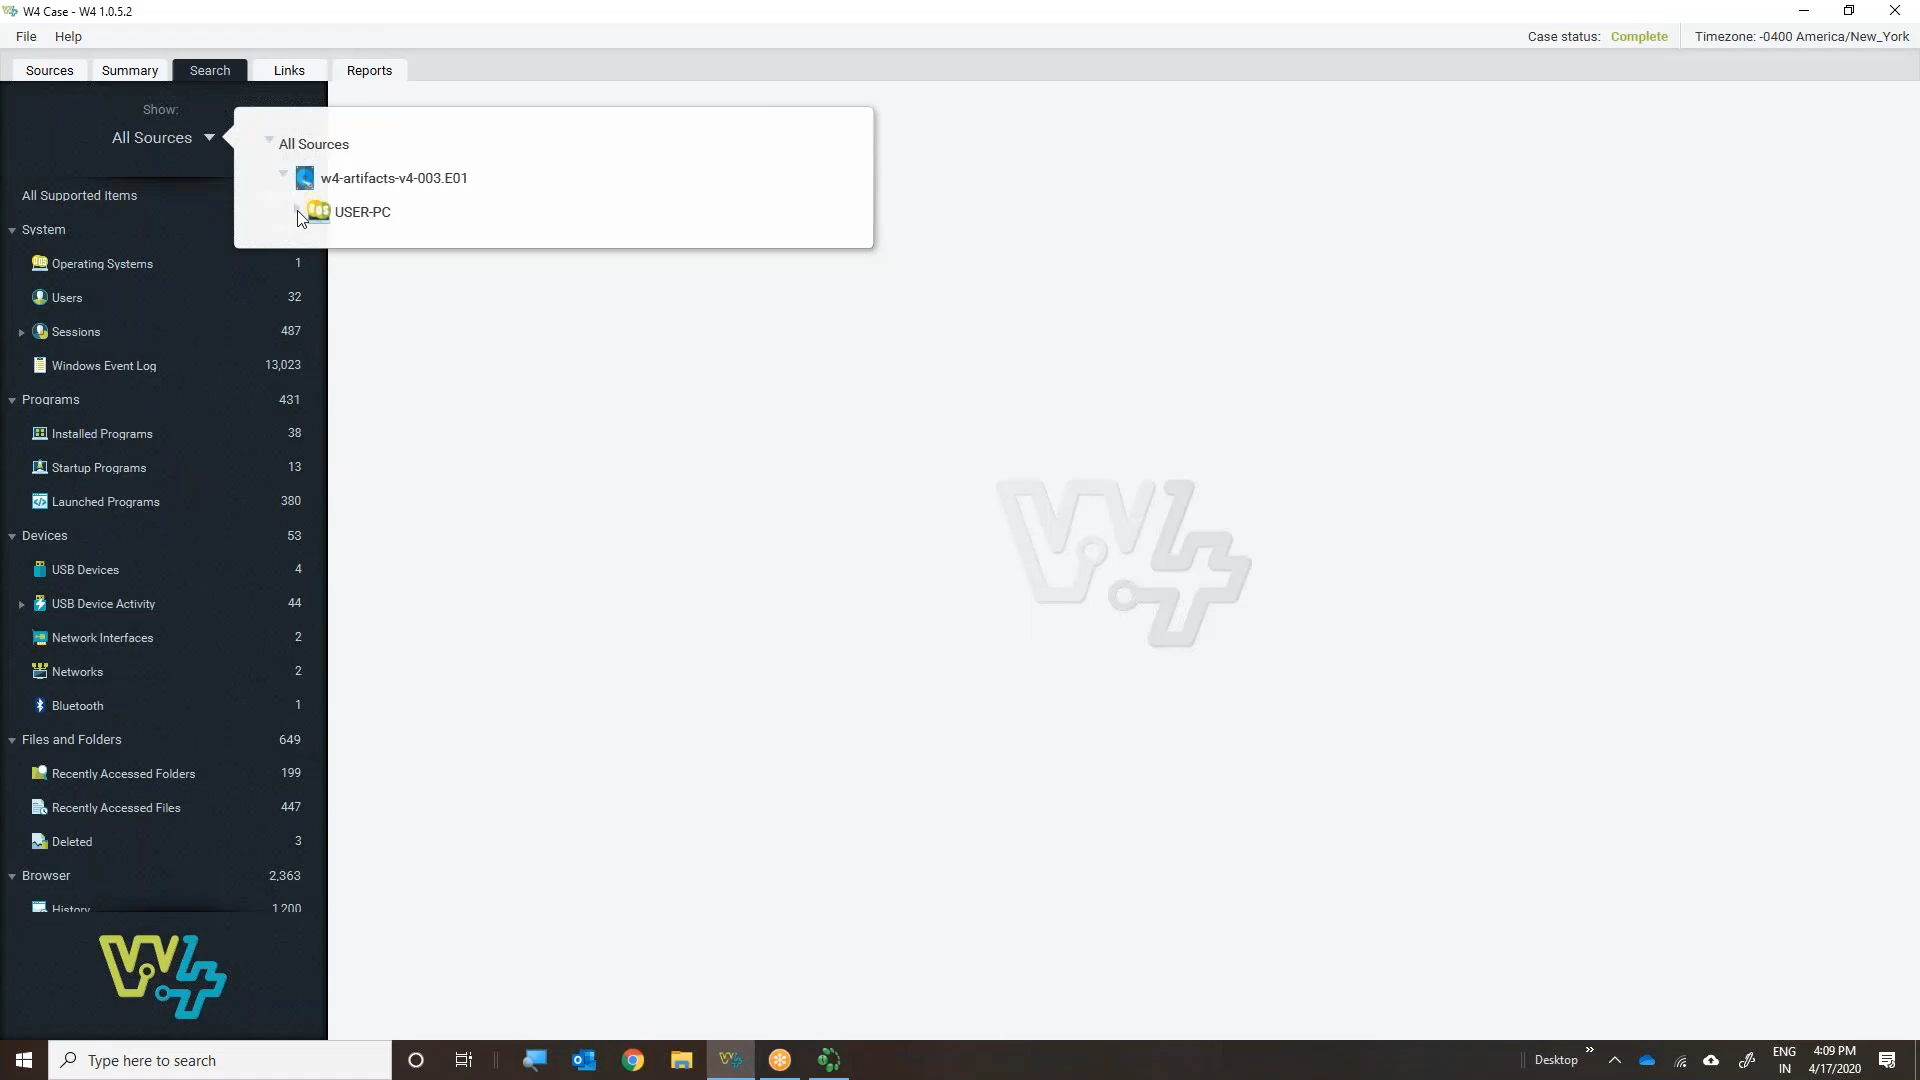 W4 Case - W4 1.0.5.2
File Help
Case status: Complete Timezone: -0400 America/New_York
Sources Summary Search Links Reports
Show:
All Sources
All Sources
w4-artifacts-v4-003.E01
USER-PC
All Supported Items
System
Operating Systems 1
Users 32
Sessions 487
Windows Event Log 13,023
Programs 431
Installed Programs 38
Startup Programs 13
Launched Programs 380
Devices 53
USB Devices 4
USB Device Activity 44
Network Interfaces 2
Networks 2
Bluetooth 1
Files and Folders 649
Recently Accessed Folders 199
Recently Accessed Files 447
Deleted 3
Browser 2,363
History 1,200
W4
W4
Type here to search
Desktop
ENG
IN
4:09 PM
4/17/2020